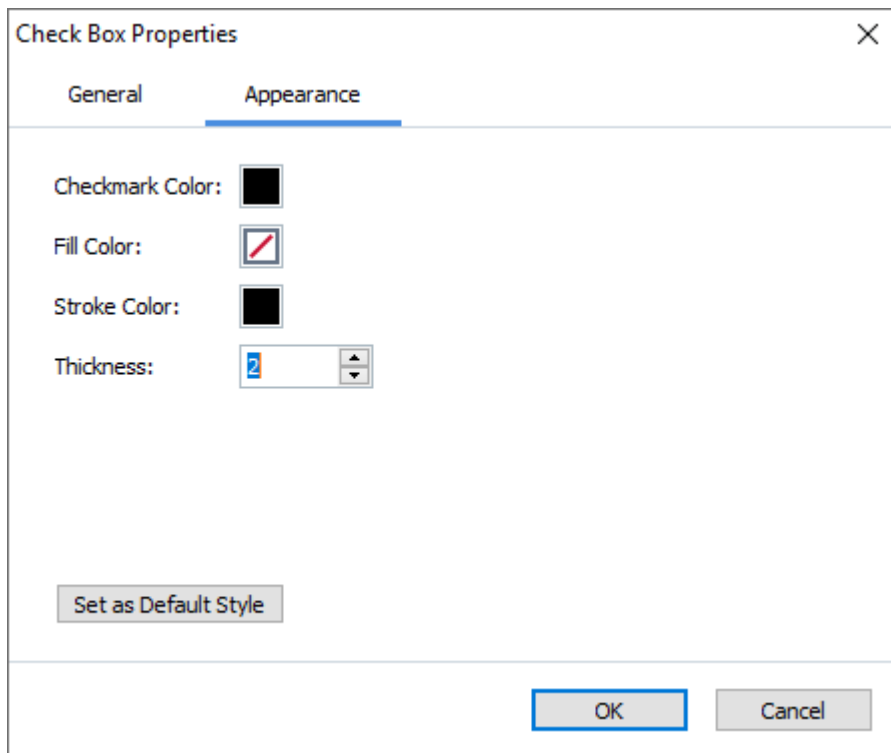 Check Box Properties
General Appearance
Checkmark Color:
Fill Color:
Stroke Color:
Thickness: 2
Set as Default Style
OK Cancel